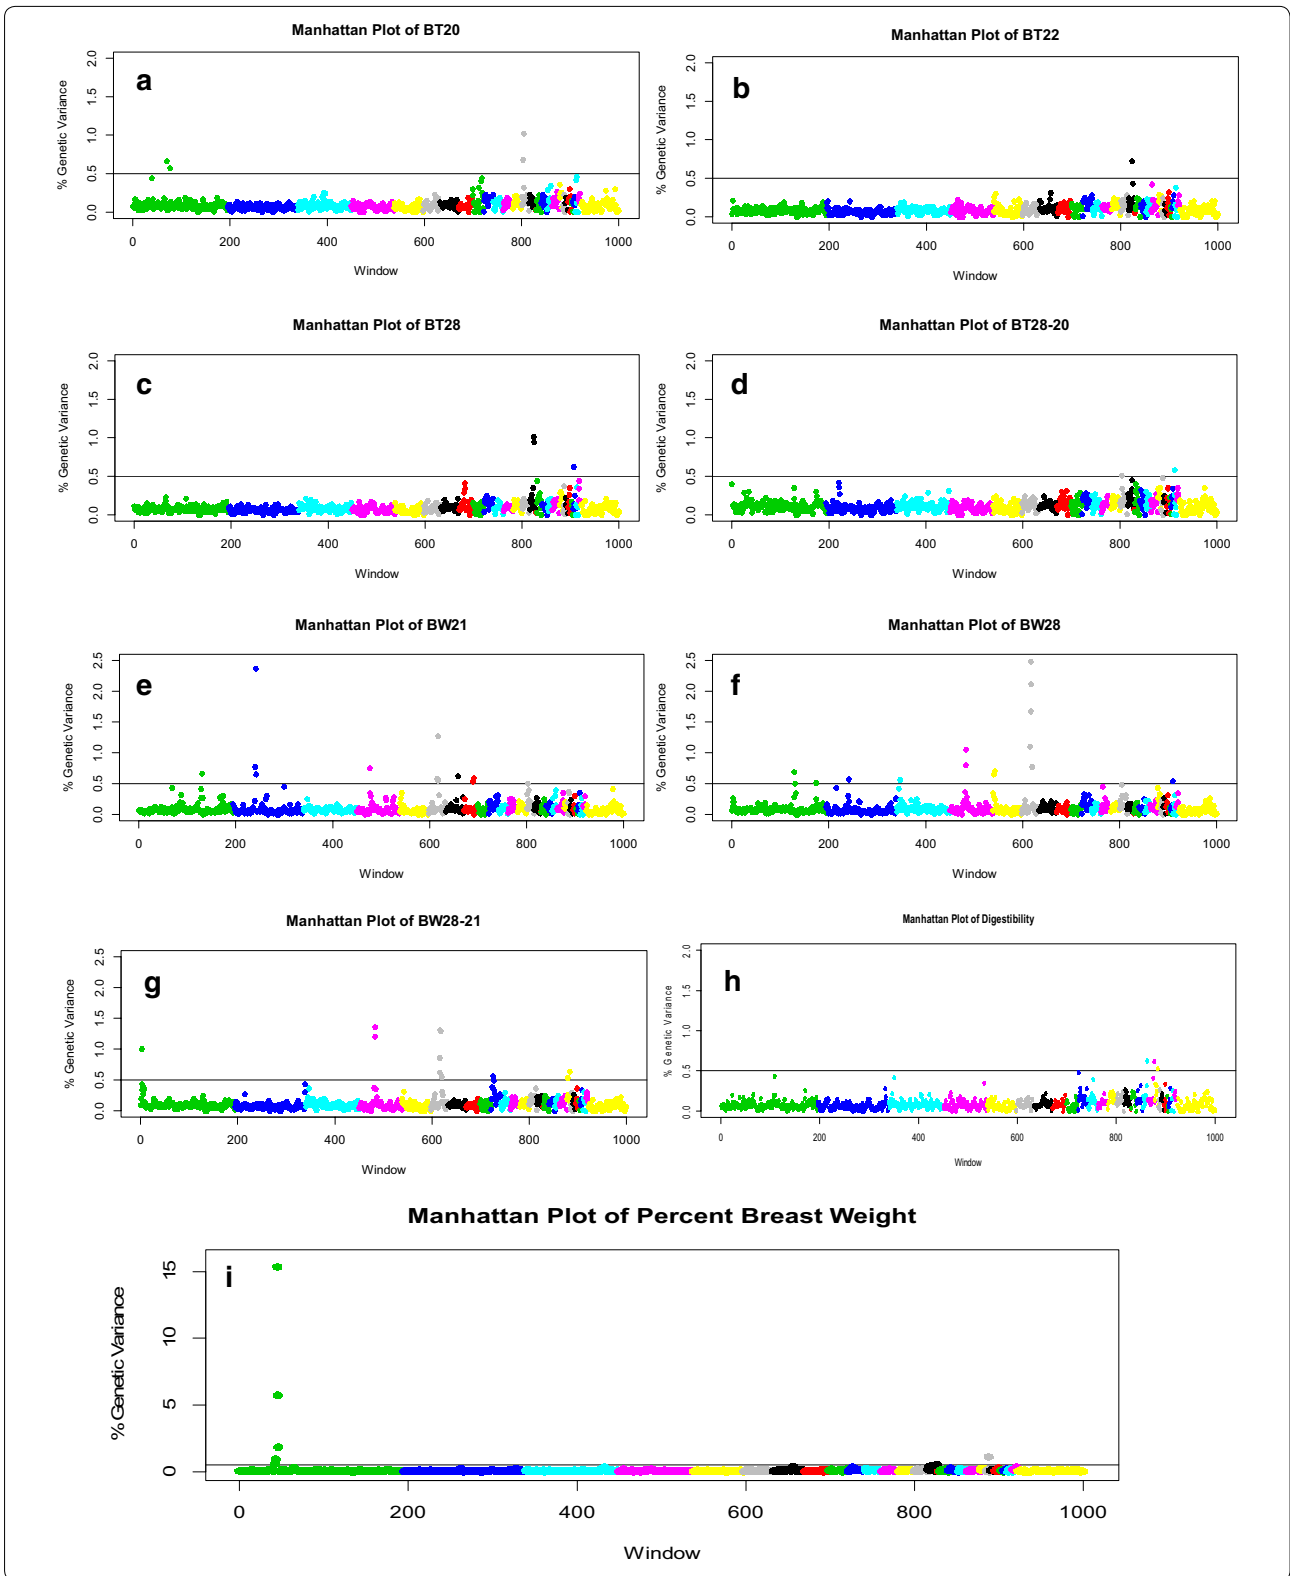 Manhattan Plot of BT20
a
% Genetic Variance
2.0
1.5
1.0
0.5
0.0
0 200 400 600 800 1000
Window
Manhattan Plot of BT22
b
% Genetic Variance
2.0
1.5
1.0
0.5
0.0
0 200 400 600 800 1000
Window
Manhattan Plot of BT28
c
% Genetic Variance
2.0
1.5
1.0
0.5
0.0
0 200 400 600 800 1000
Window
Manhattan Plot of BT28-20
d
% Genetic Variance
2.0
1.5
1.0
0.5
0.0
0 200 400 600 800 1000
Window
Manhattan Plot of BW21
e
% Genetic Variance
2.5
2.0
1.5
1.0
0.5
0.0
0 200 400 600 800 1000
Window
Manhattan Plot of BW28
f
% Genetic Variance
2.5
2.0
1.5
1.0
0.5
0.0
0 200 400 600 800 1000
Window
Manhattan Plot of BW28-21
g
% Genetic Variance
2.5
2.0
1.5
1.0
0.5
0.0
0 200 400 600 800 1000
Window
Manhattan Plot of Digestibility
h
% Genetic Variance
2.0
1.5
1.0
0.5
0.0
0 200 400 600 800 1000
Window
Manhattan Plot of Percent Breast Weight
i
% Genetic Variance
15
10
5
0
0 200 400 600 800 1000
Window